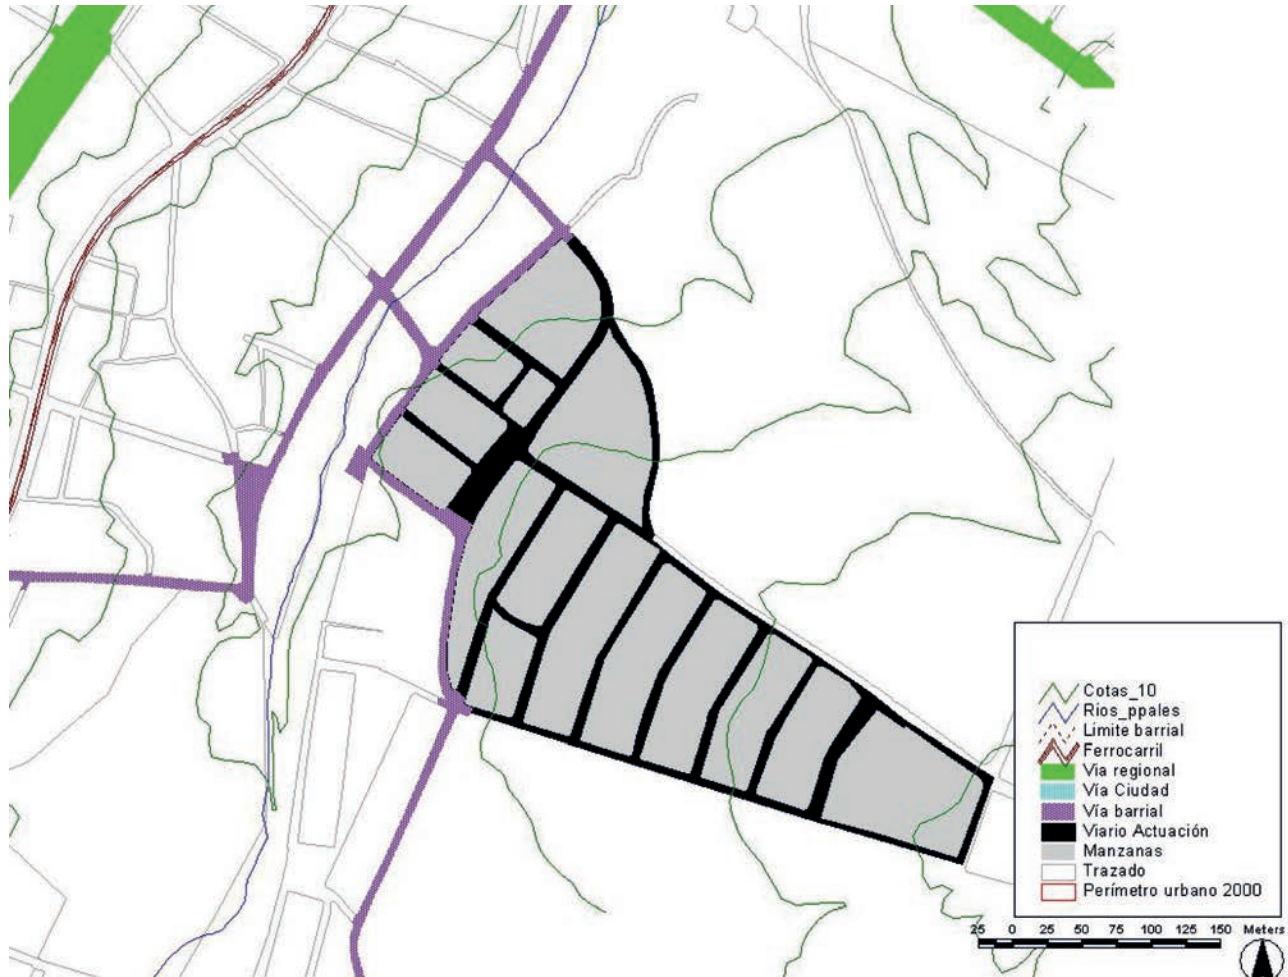 Cotas_10
Rios_ppales
Limite barrial
Ferrocarril
Via regional
Vía Ciudad
Vía barrial
Viario Actuación
Manzanas
Trazado
Perímetro urbano 2000
25 0 25 50 75 100 125 150 Meters